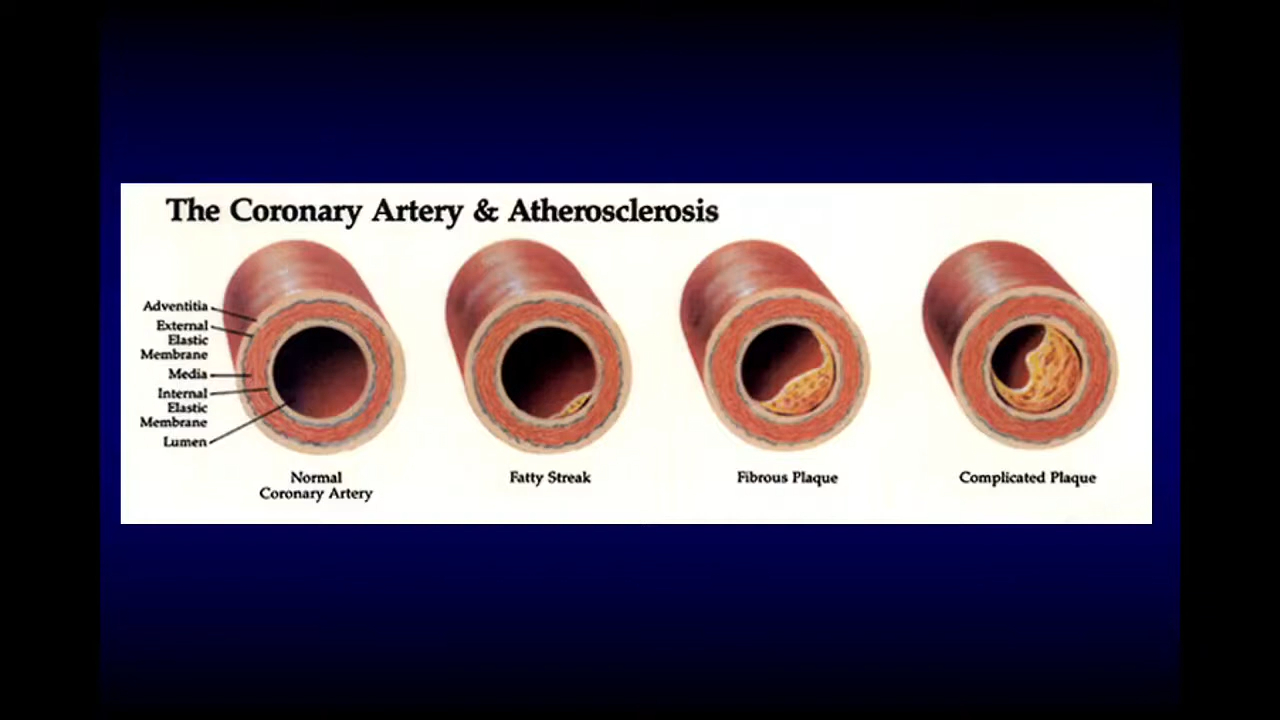 The Coronary Artery & Atherosclerosis
Adventitia
External
Elastic
Membrane
Media
Internal
Elastic
Membrane
Lumen
Normal
Coronary Artery
Fatty Streak
Fibrous Plaque
Complicated Plaque